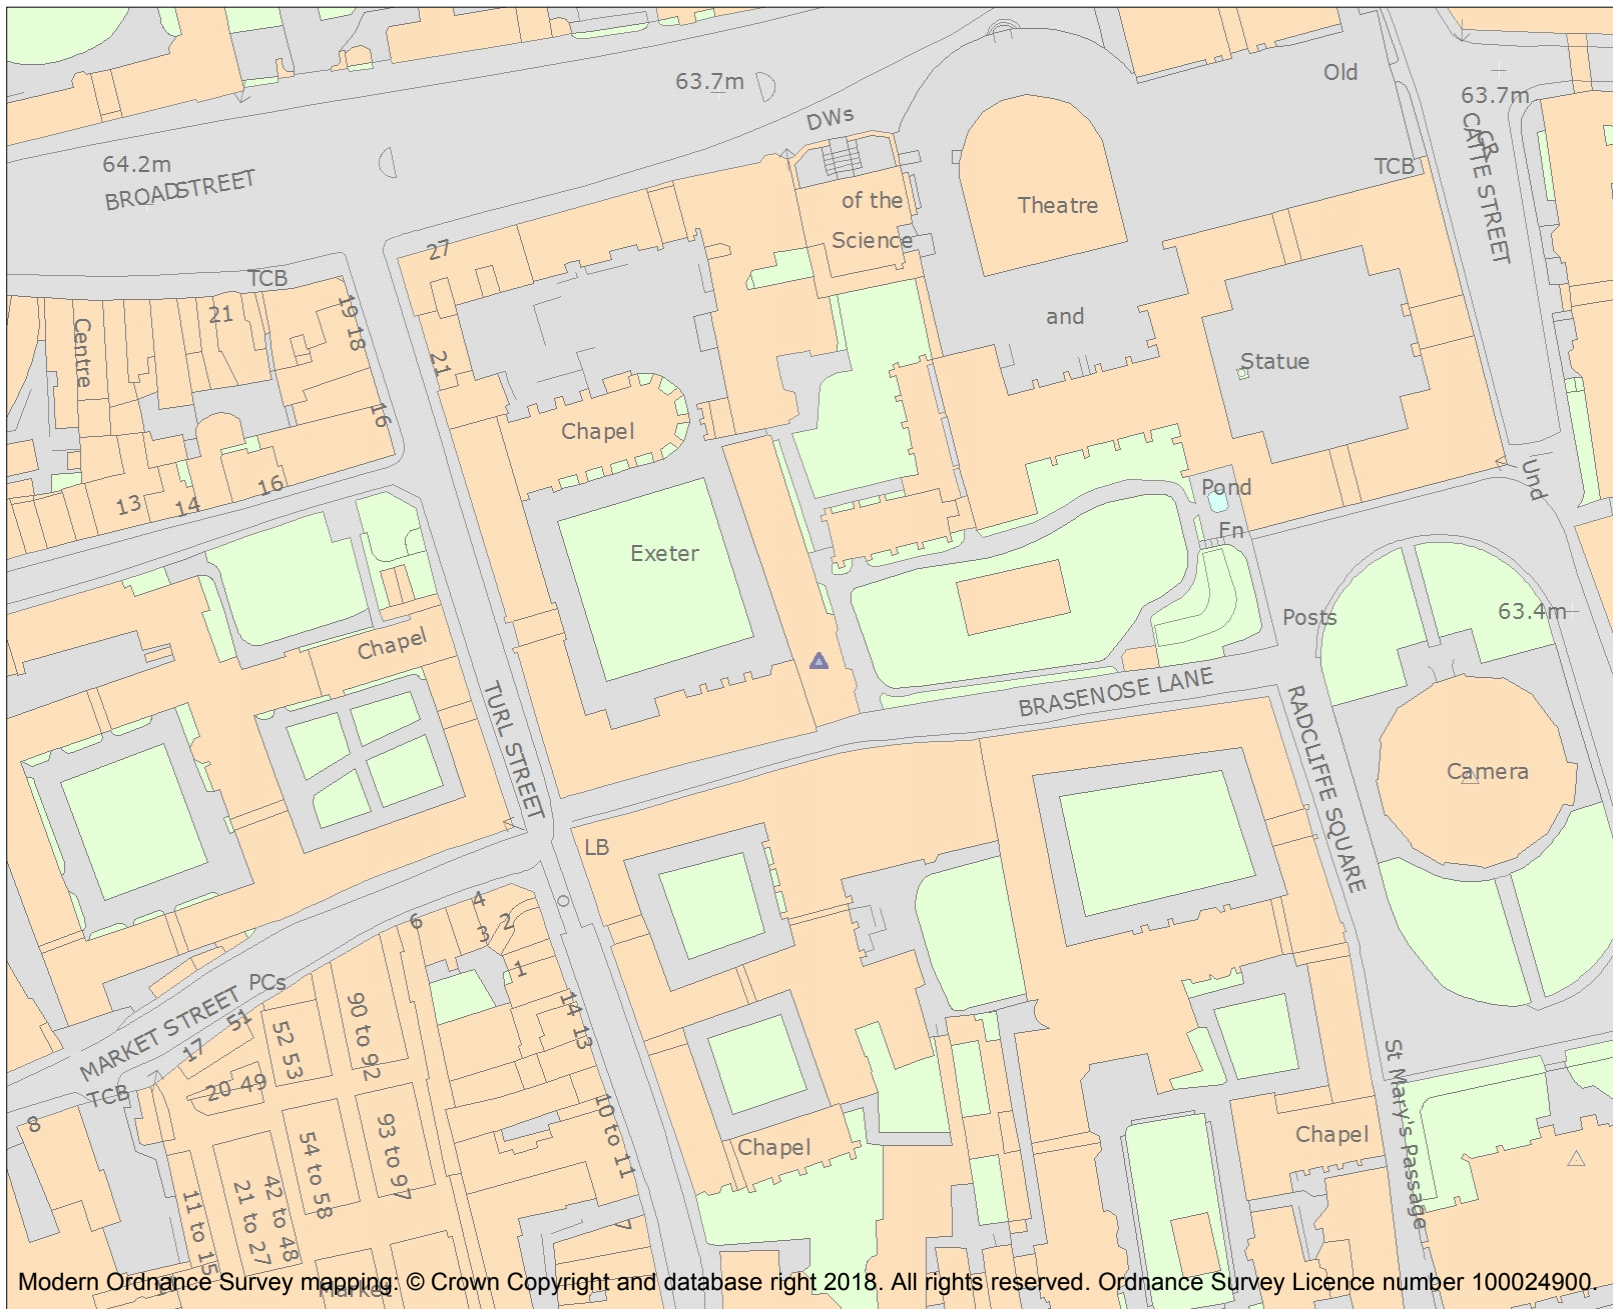 Old
63.7m
63.7m
DWs
CATTE STREET
64.2m
BROAD STREET
TCB
of the
Theatre
Science
27
TCB
21
19 18
Centre
and
21
Statue
16
Chapel
13
14
16
Pond
Und
Fn
Exeter
Posts
63.4m
Chapel
BRASENOSE LANE
TURL STREET
RADCLIFFE SQUARE
Camera
LB
4
6
2
3
1
PCs
MARKET STREET
51
17
52 53
90 to 92
14 13
20 49
TCB
8
54 to 58
93 to 97
10 to 11
Chapel
Chapel
St Mary's Passage
11 to 15
21 to 27
42 to 48
7
Market
Modern Ordnance Survey mapping: © Crown Copyright and database right 2018. All rights reserved. Ordnance Survey Licence number 100024900.